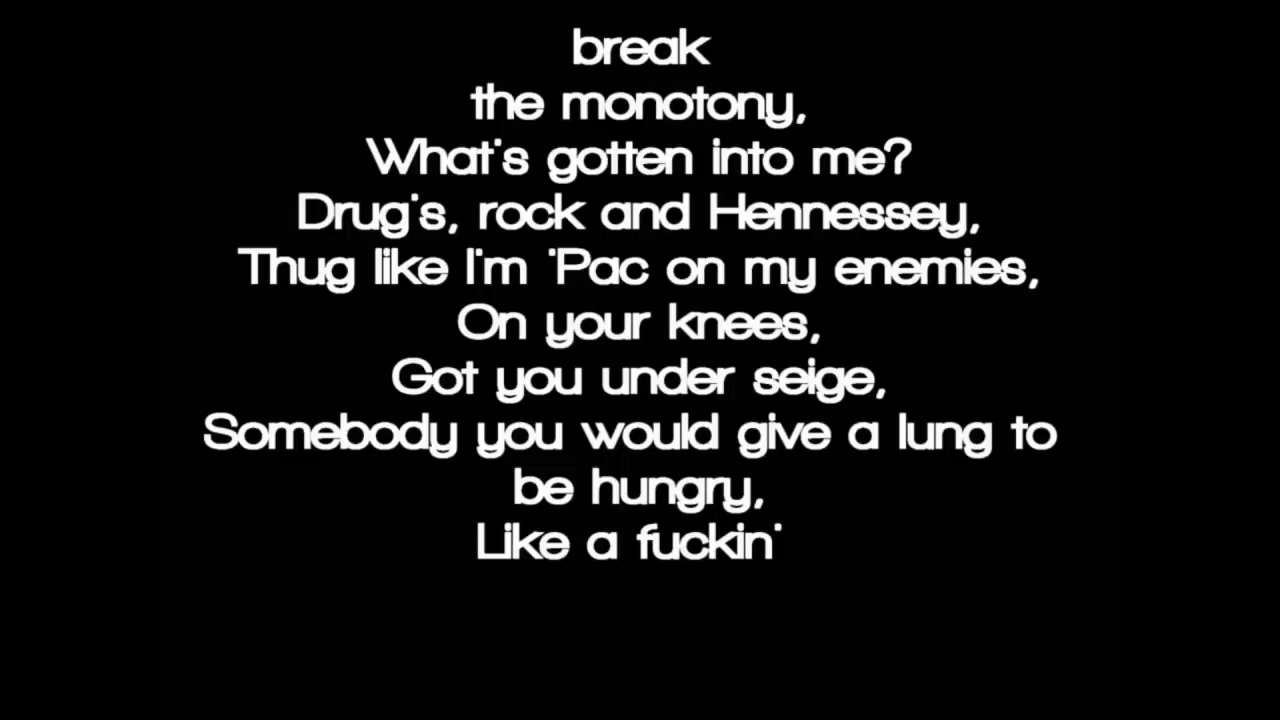 break
the monotony,
What's gotten into me?
Drug's, rock and Hennessey,
Thug like I'm 'Pac on my enemies,
On your knees,
Got you under seige,
Somebody you would give a lung to
be hungry,
Like a fuckin'